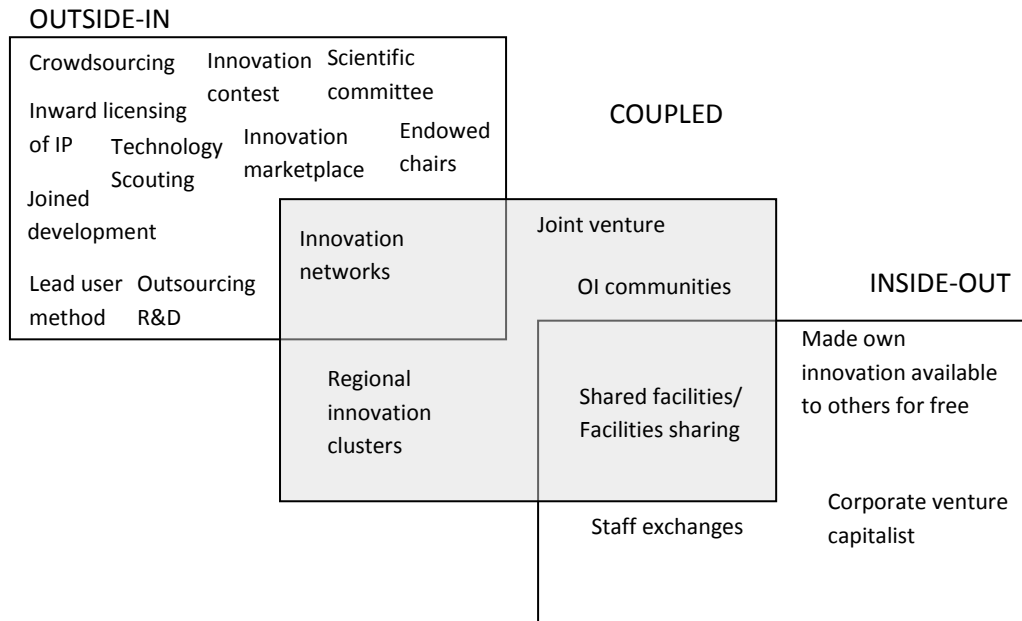 OUTSIDE-IN
Crowdsourcing
Innovation
contest
Scientific
committee
Inward licensing
of IP
Technology
Scouting
Innovation
marketplace
Endowed
chairs
Joined
development
Lead user
method
Outsourcing
R&D
COUPLED
Innovation
networks
Joint venture
OI communities
Regional
innovation
clusters
Shared facilities/
Facilities sharing
INSIDE-OUT
Made own
innovation available
to others for free
Staff exchanges
Corporate venture
capitalist